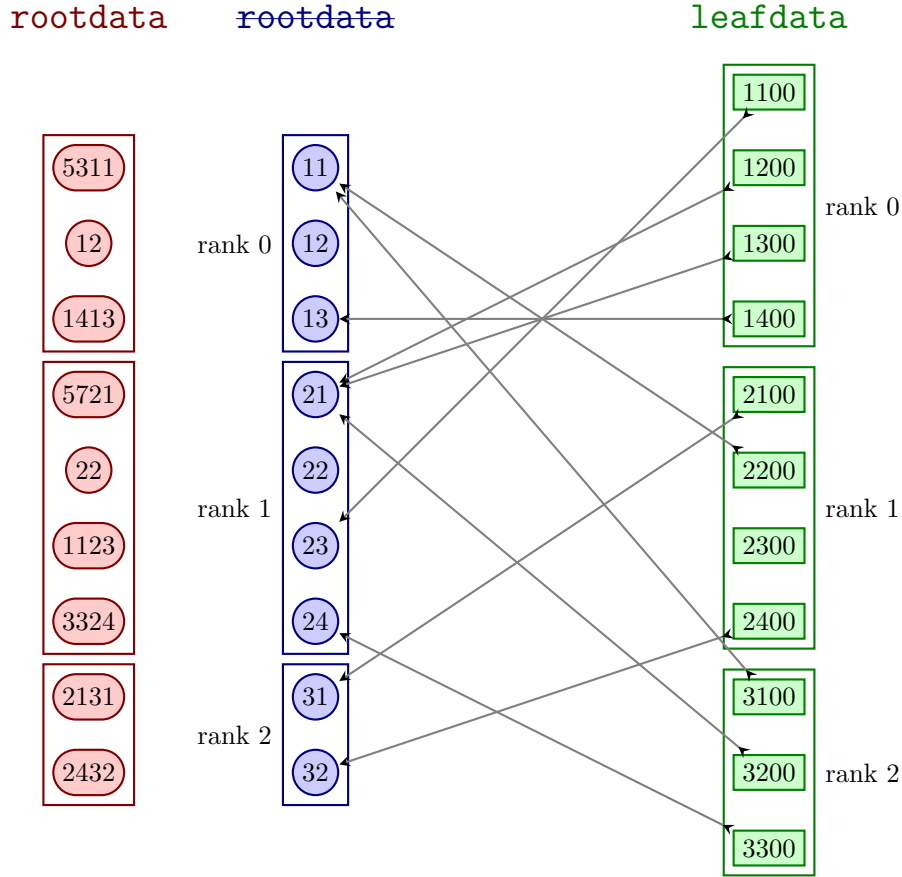 rootdata rootdata leafdata
1100
5311 11 1200
rank 0
12 rank 0 12 1300
1413 13 1400
5721 21 2100
22 22 2200
rank 1 rank 1
1123 23 2300
3324 24 2400
2131 31 3100
rank 2
2432 32 3200 rank 2
3300